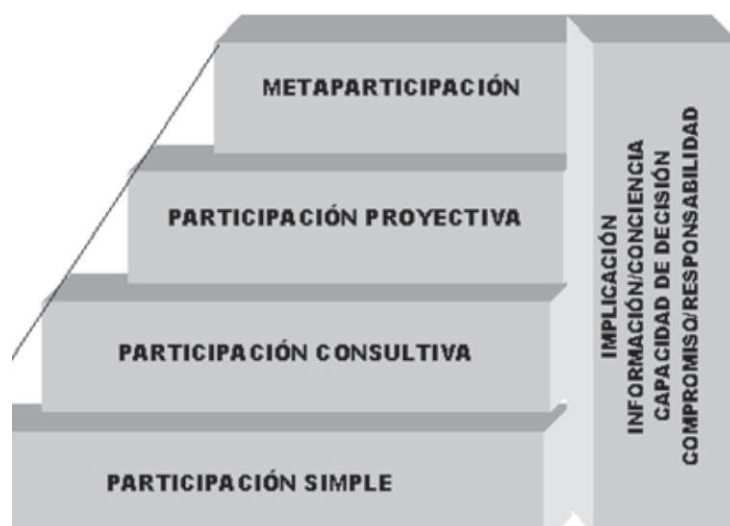 METAPARTICIPACIÓN
PARTICIPACIÓN PROYECTIVA
PARTICIPACIÓN CONSULTIVA
PARTICIPACIÓN SIMPLE
IMPLICACIÓN
INFORMACIÓN/CONCIENCIA
CAPACIDAD DE DECISIÓN
COMPROMISO/RESPONSABILIDAD